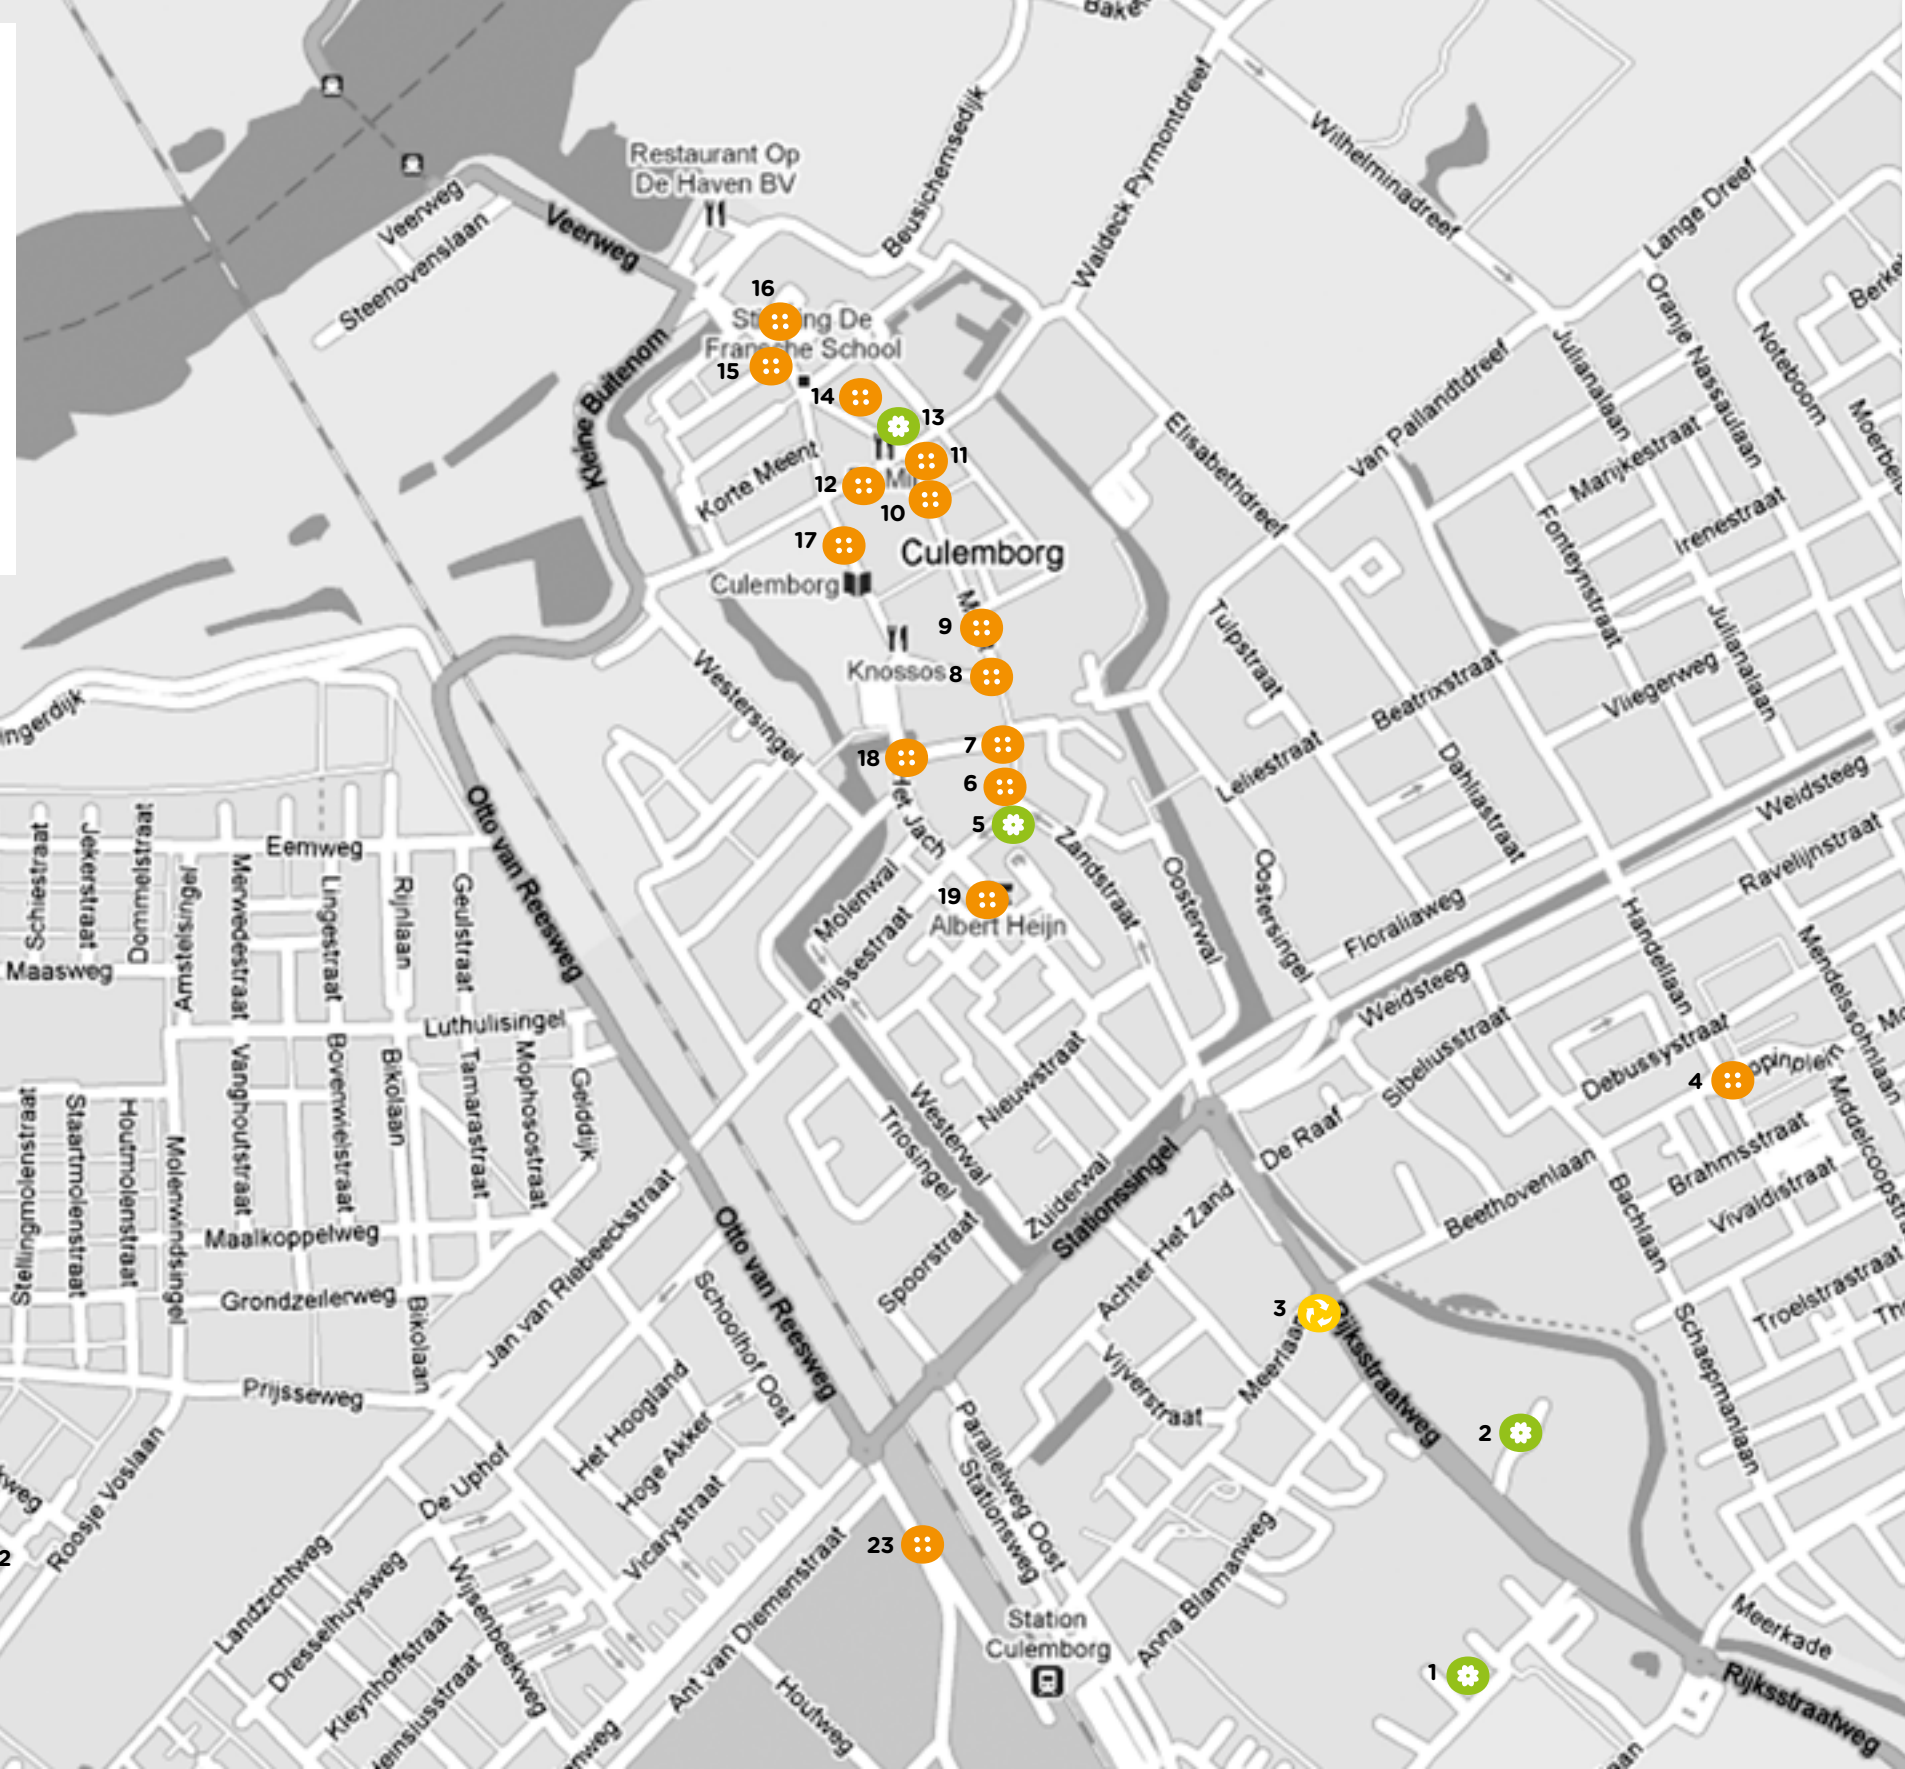 Restaurant Op
De Haven BV
Beusichemsedijk
Waldeck Pyrmontdreef
Wilhelminadreef
Lange Dreef
Veerweg
Steenovenslaan
Veerweg
16
15
14
13
11
12
10
17
Culemborg
Culemborg
Korte Meent
Kleine Buitenom
Elisabethdreef
Van Pallandtdreef
Julianalaan
Oranje Nassaulaan
Noteboom
Marijkestraat
Irenestraat
Fonteynstraat
Julianalaan
Vliegerweg
Beatrixstraat
Tulpstraat
Leliestraat
Dahliastraat
Weidsteeg
Ravelijnstraat
9
Knossos
8
7
18
6
5
19
Albert Heijn
Westersingel
Molenwal
Prijssestraat
Zandstraat
Oosterwal
Oostersingel
Floraliaweg
Weidsteeg
Handellaan
Mendelssohnlaan
Sibeliusstraat
Debussystraat
4
Brahmsstraat
Vivaldistraat
Troelstrastraat
Bachlaan
Schaepmanlaan
Beethovenlaan
De Raaf
Otto van Reesweg
Eemweg
Schiestraat
Jekerstraat
Dommelstraat
Amstelsingel
Merwedestraat
Lingestraat
Rijnlaan
Geulstraat
Maasweg
Luthulisingel
Vanghoutstraat
Bovenwielstraat
Bikolaan
Tamarastraat
Mophosostraat
Gelddijk
Stellingmolenstraat
Staartmolenstraat
Houtmolenstraat
Molenwindsingel
Maalkoppelweg
Grondzeilerweg
Bikolaan
Prijsseweg
Jan van Riebeeckstraat
Otto van Reesweg
Triosingel
Westerwal
Nieuwstraat
Zuiderwal
Stationssingel
Spoorstraat
Achter Het Zand
Vijverstraat
3
Rijksstraatweg
2
Schoolhof Oost
Het Hoogland
Hoge Akker
Vicarystraat
De Uphof
Roosje Voslaan
Landzichtweg
Dresselhuysweg
Kleynhoffstraat
Wijsenbeekweg
Ant van Diemenstraat
Houtweg
23
Parallelweg Oost
Stationsweg
Station
Culemborg
Anna Blamanweg
1
Meerkade
Rijksstraatweg
2